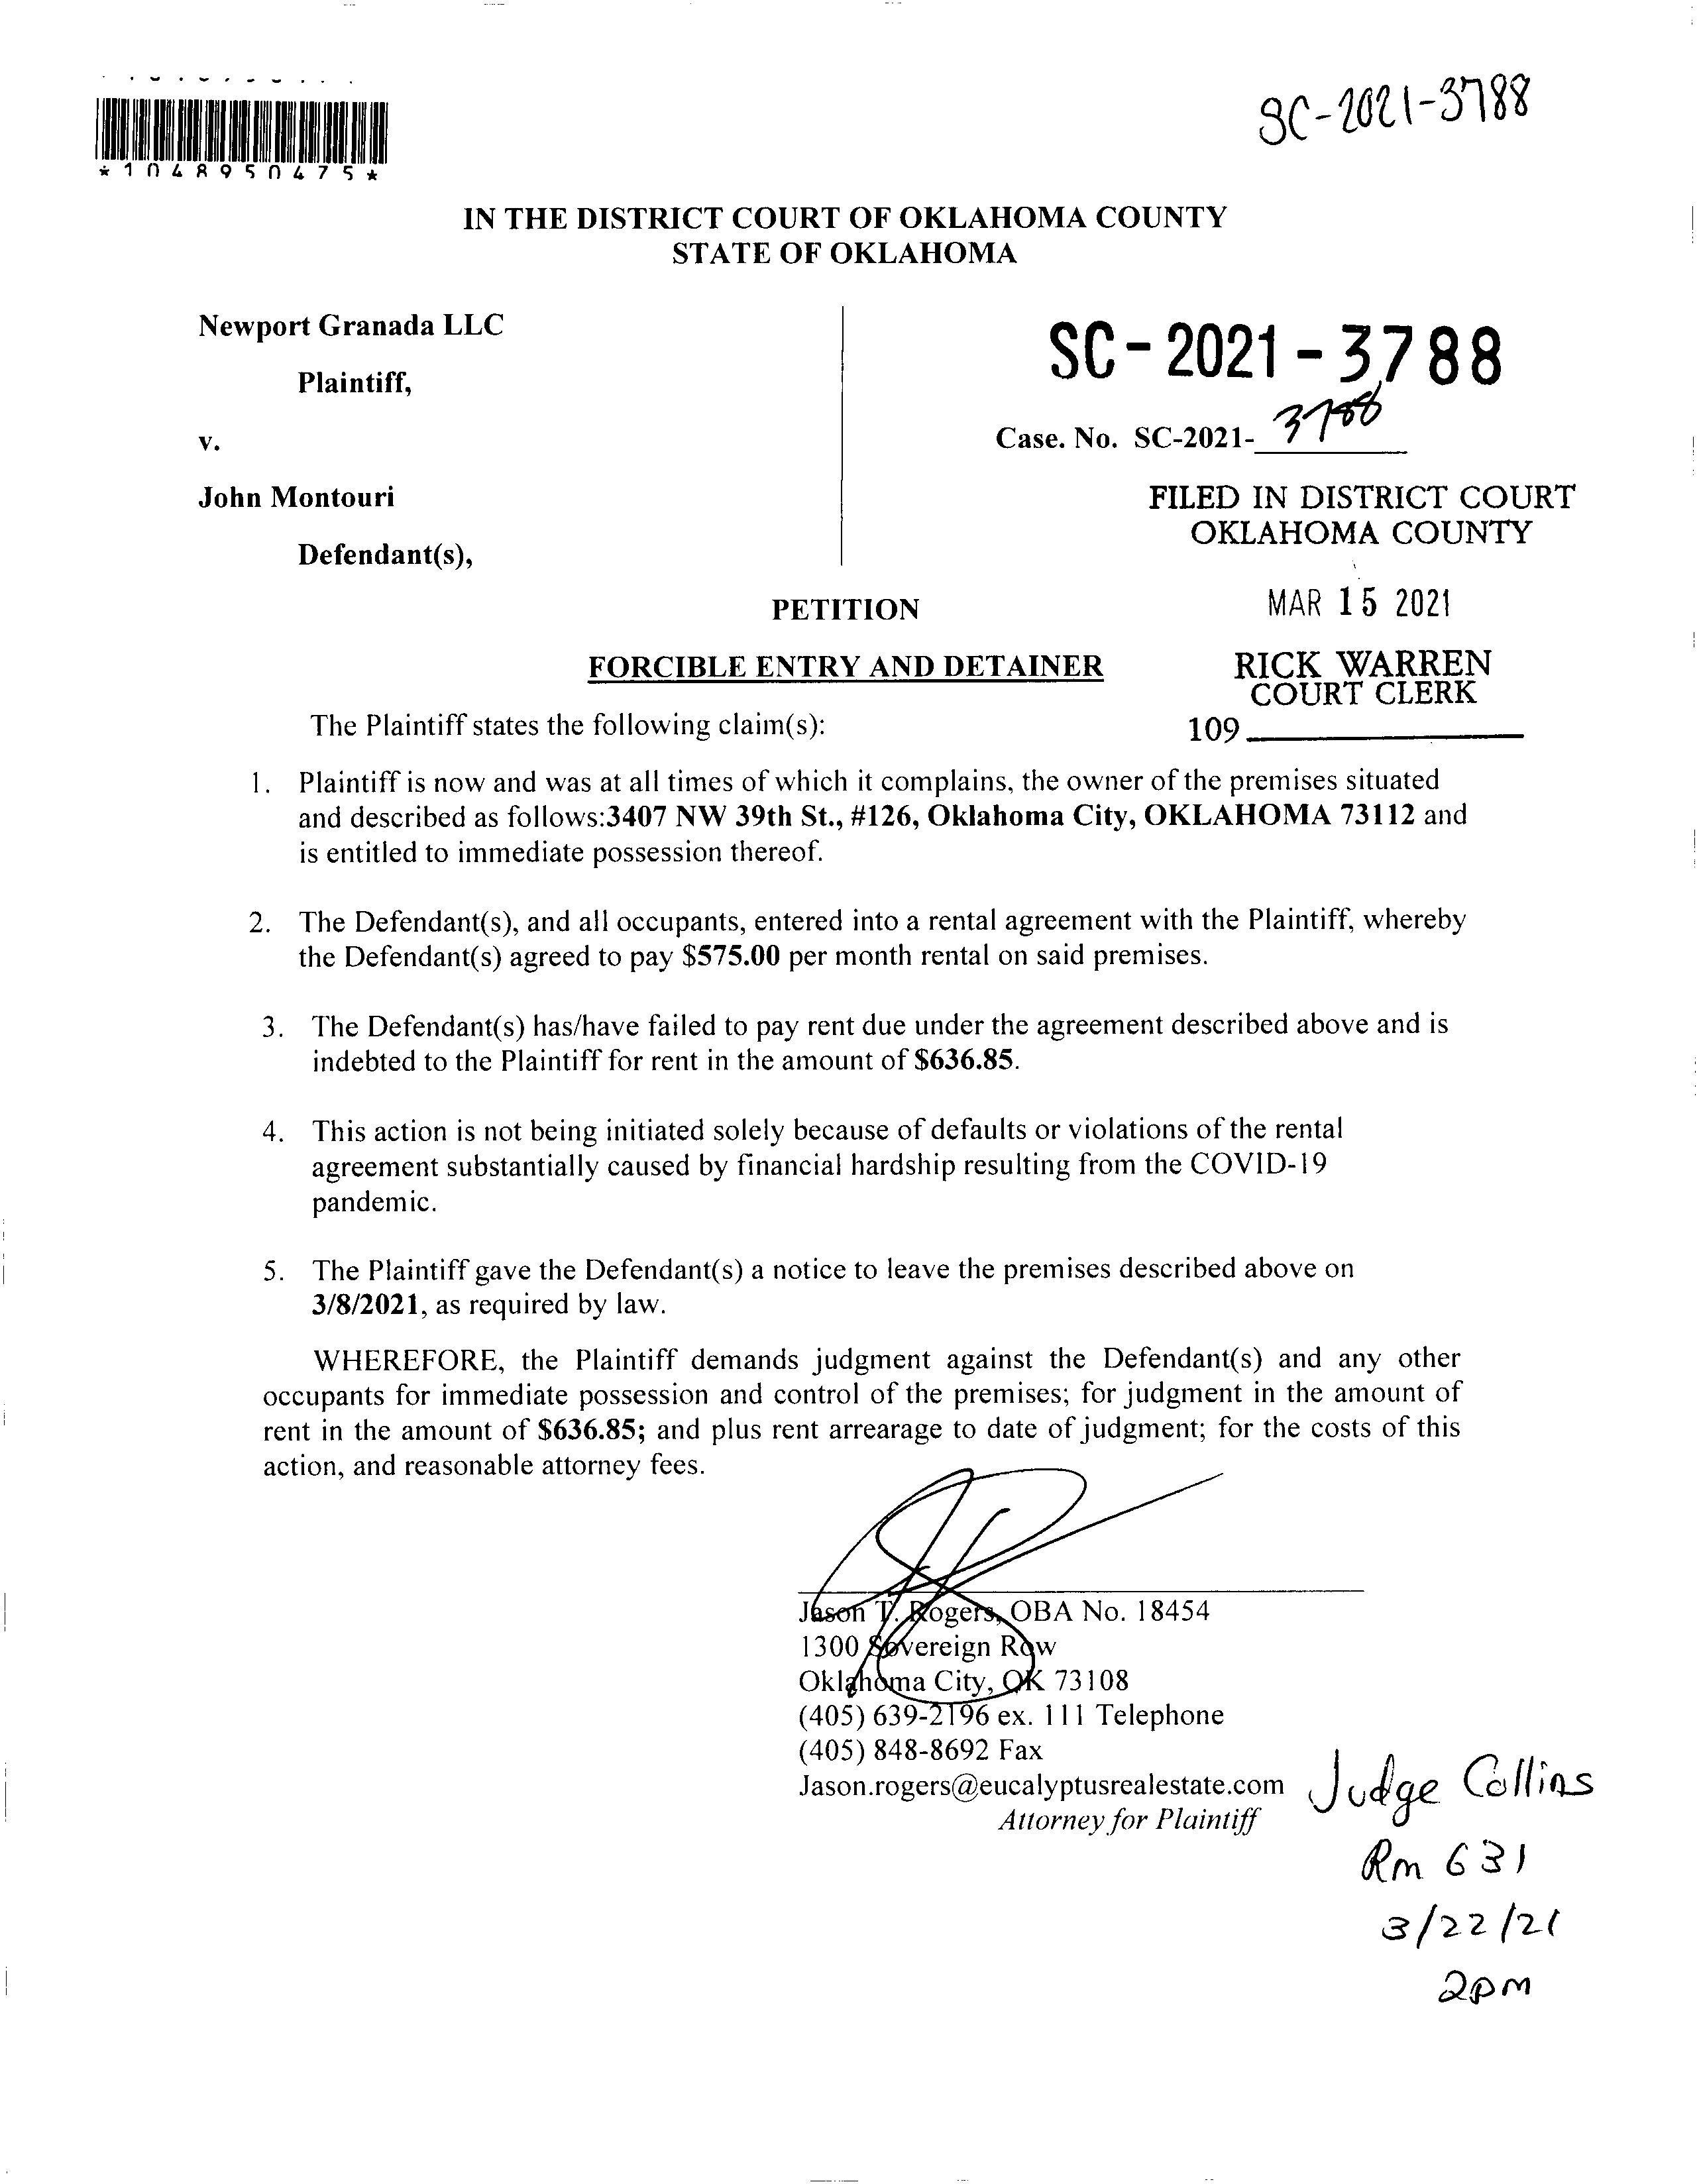 SC-2021-3788
*1048950475*
IN THE DISTRICT COURT OF OKLAHOMA COUNTY
STATE OF OKLAHOMA
Newport Granada LLC
Plaintiff,
v.
John Montouri
Defendant(s),
SC-2021-3788
Case. No. SC-2021- 3788
FILED IN DISTRICT COURT
OKLAHOMA COUNTY
MAR 15 2021
RICK WARREN
COURT CLERK
109
PETITION
FORCIBLE ENTRY AND DETAINER
The Plaintiff states the following claim(s):
1. Plaintiff is now and was at all times of which it complains, the owner of the premises situated
and described as follows:3407 NW 39th St., #126, Oklahoma City, OKLAHOMA 73112 and
is entitled to immediate possession thereof.
2. The Defendant(s), and all occupants, entered into a rental agreement with the Plaintiff, whereby
the Defendant(s) agreed to pay $575.00 per month rental on said premises.
3. The Defendant(s) has/have failed to pay rent due under the agreement described above and is
indebted to the Plaintiff for rent in the amount of $636.85.
4. This action is not being initiated solely because of defaults or violations of the rental
agreement substantially caused by financial hardship resulting from the COVID-19
pandemic.
5. The Plaintiff gave the Defendant(s) a notice to leave the premises described above on
3/8/2021, as required by law.
WHEREFORE, the Plaintiff demands judgment against the Defendant(s) and any other
occupants for immediate possession and control of the premises; for judgment in the amount of
rent in the amount of $636.85; and plus rent arrearage to date of judgment; for the costs of this
action, and reasonable attorney fees.
Jason T. Rogers, OBA No. 18454
1300 Sovereign Row
Oklahoma City, OK 73108
(405) 639-2196 ex. 111 Telephone
(405) 848-8692 Fax
Jason.rogers@eucalyptusrealestate.com
Attorney for Plaintiff
Judge Collins
Rm 631
3/22/21
2pm